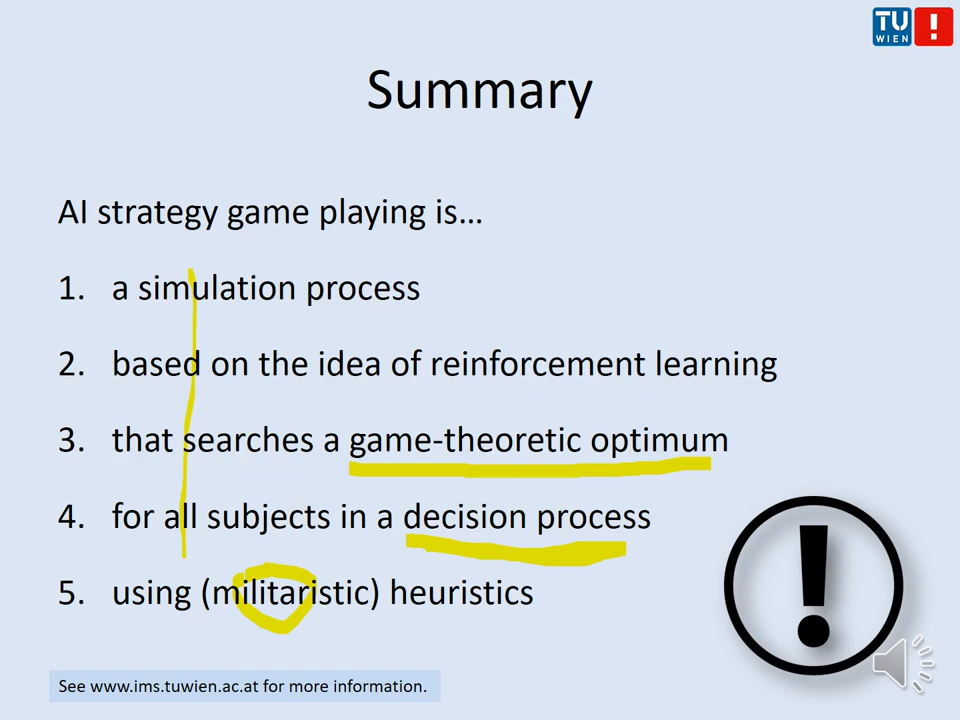 TU
WIEN
!
Summary
AI strategy game playing is…
1. a simulation process
2. based on the idea of reinforcement learning
3. that searches a game-theoretic optimum
4. for all subjects in a decision process
5. using (militaristic) heuristics
!
See www.ims.tuwien.ac.at for more information.